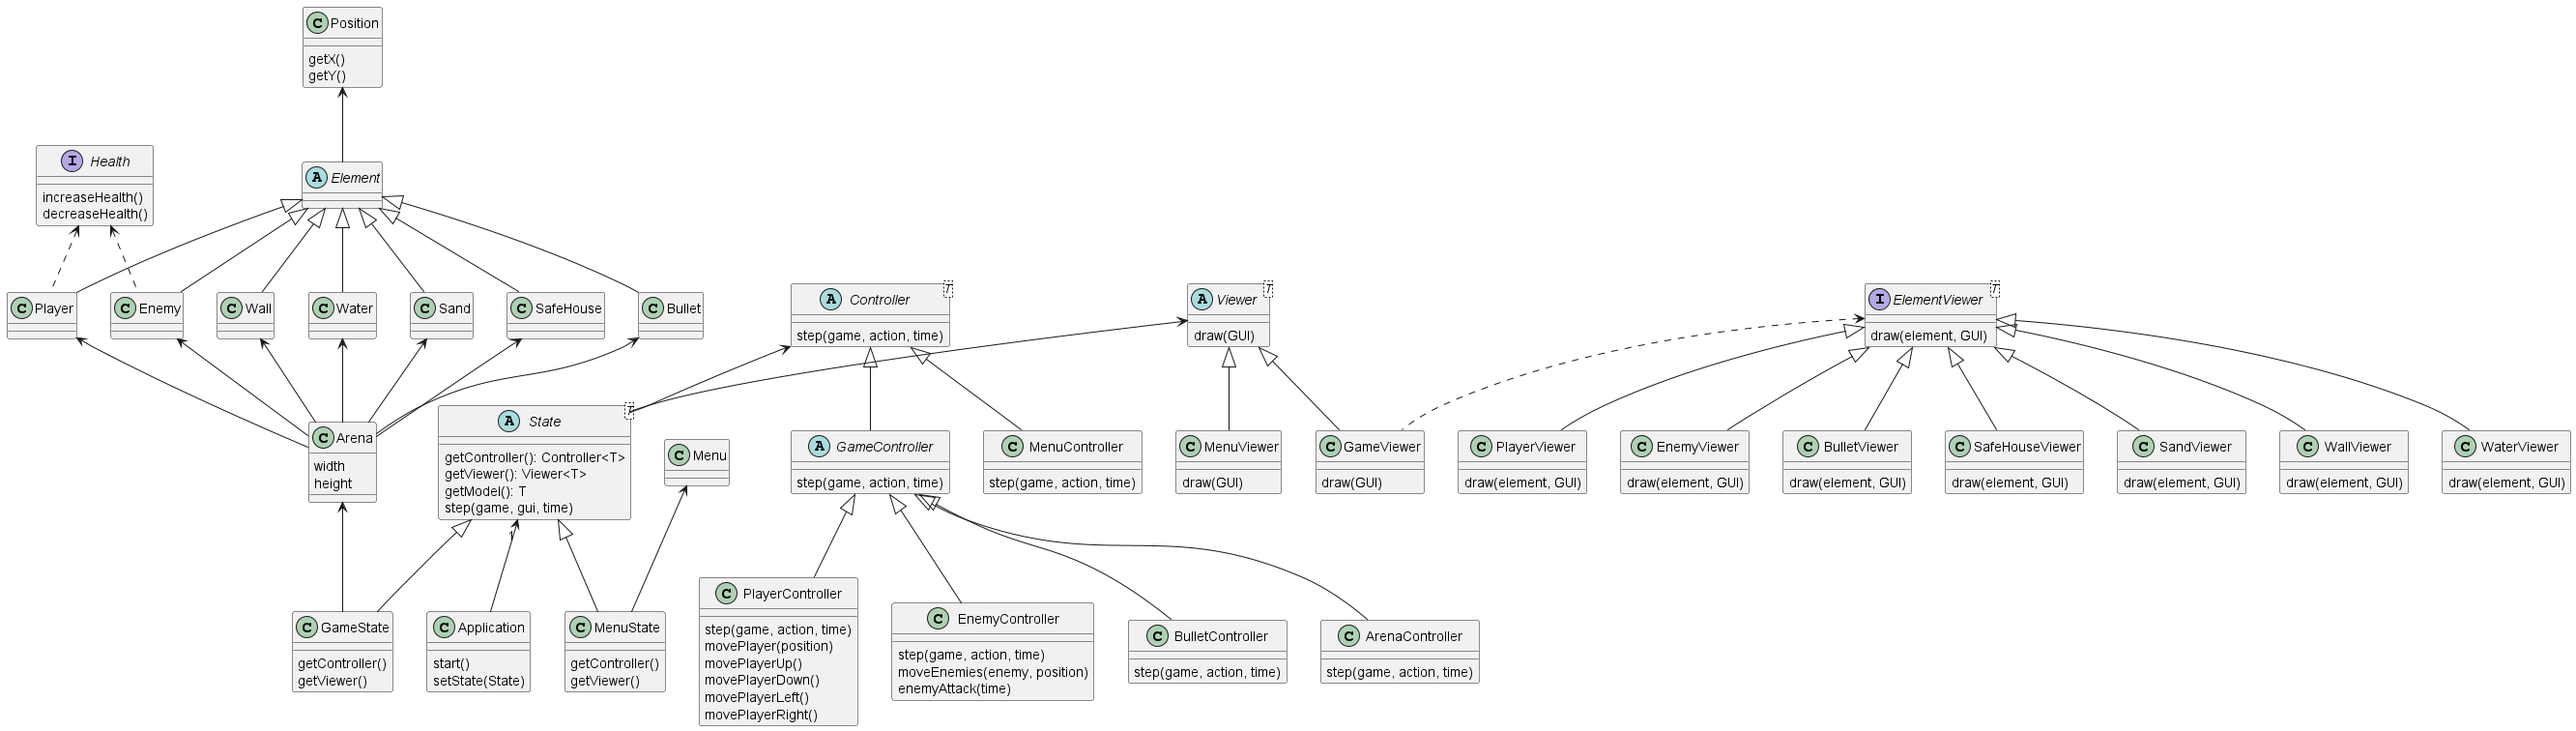 C Position
getX()
getY()
I Health
increaseHealth()
decreaseHealth()
A Element
C Player
C Enemy
C Wall
C Water
C Sand
C SafeHouse
C Bullet
A Controller T
step(game, action, time)
A Viewer T
draw(GUI)
I ElementViewer T
draw(element, GUI)
C Arena
width
height
A State T
getController(): Controller<T>
getViewer(): Viewer<T>
getModel(): T
step(game, gui, time)
1
C Menu
A GameController
step(game, action, time)
C MenuController
step(game, action, time)
C MenuViewer
draw(GUI)
C GameViewer
draw(GUI)
C PlayerViewer
draw(element, GUI)
C EnemyViewer
draw(element, GUI)
C BulletViewer
draw(element, GUI)
C SafeHouseViewer
draw(element, GUI)
C SandViewer
draw(element, GUI)
C WallViewer
draw(element, GUI)
C WaterViewer
draw(element, GUI)
C GameState
getController()
getViewer()
C Application
start()
setState(State)
C MenuState
getController()
getViewer()
C PlayerController
step(game, action, time)
movePlayer(position)
movePlayerUp()
movePlayerDown()
movePlayerLeft()
movePlayerRight()
C EnemyController
step(game, action, time)
moveEnemies(enemy, position)
enemyAttack(time)
C BulletController
step(game, action, time)
C ArenaController
step(game, action, time)